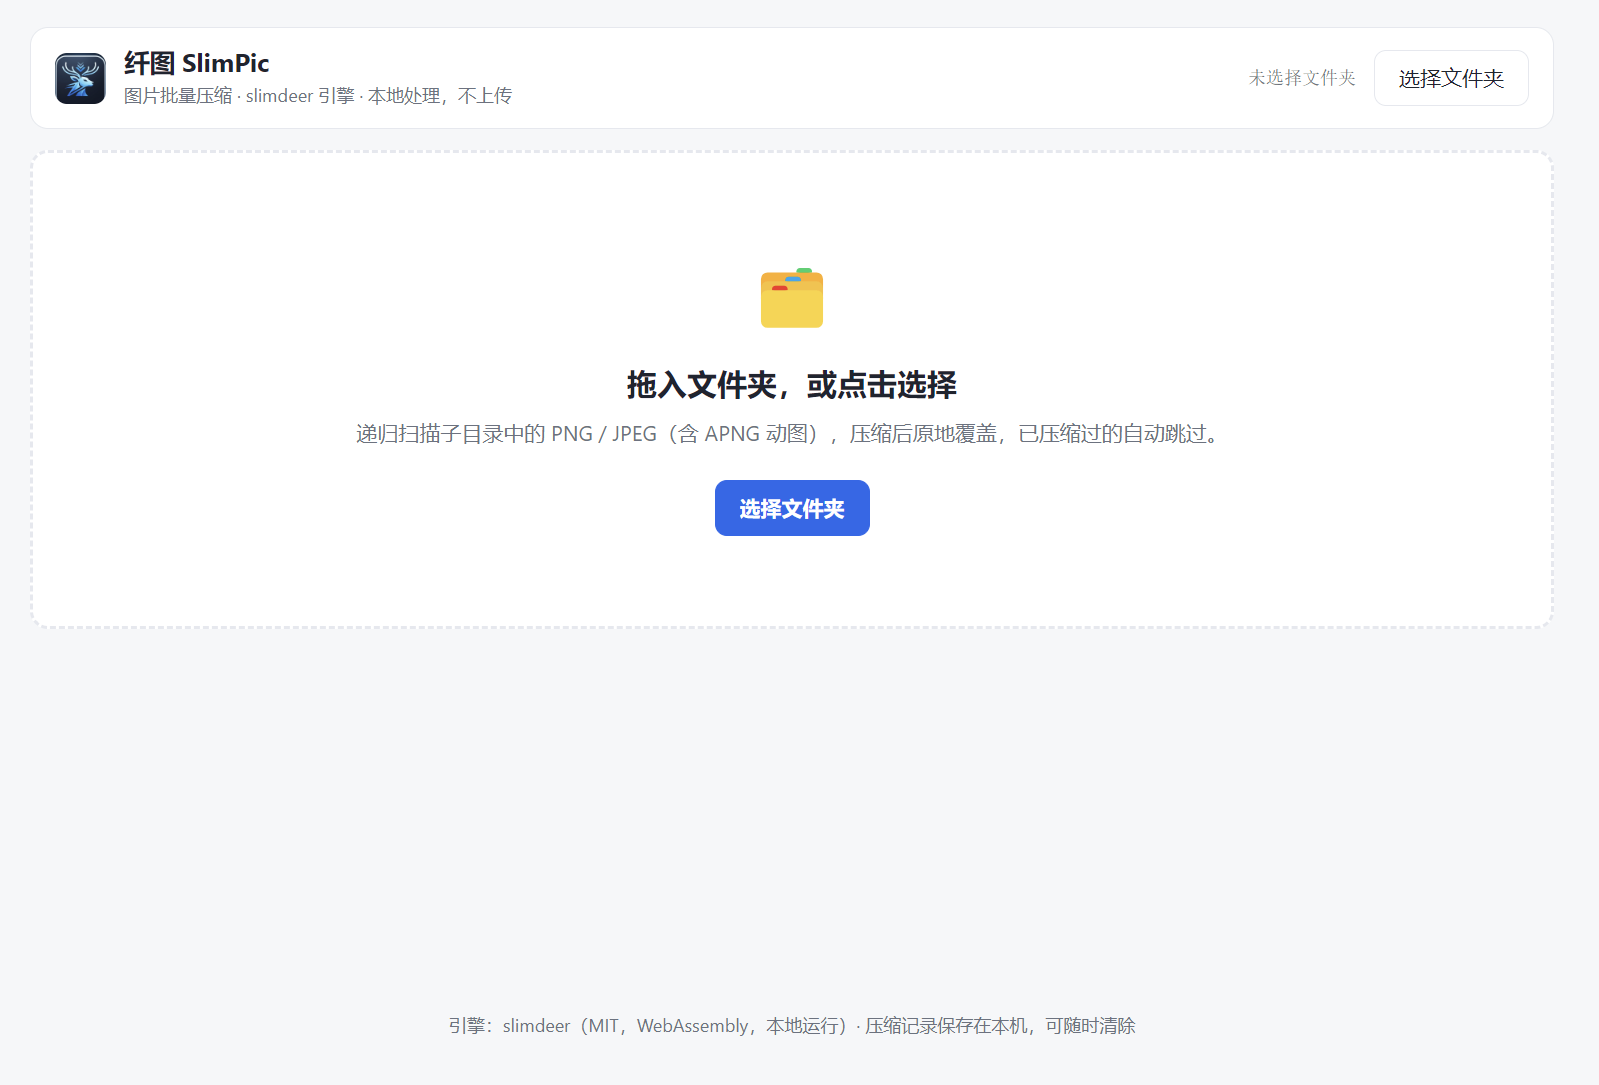 纤图 SlimPic
图片批量压缩 · slimdeer 引擎 · 本地处理，不上传
未选择文件夹
选择文件夹
拖入文件夹，或点击选择
递归扫描子目录中的 PNG / JPEG（含 APNG 动图），压缩后原地覆盖，已压缩过的自动跳过。
选择文件夹
引擎：slimdeer（MIT，WebAssembly，本地运行）· 压缩记录保存在本机，可随时清除